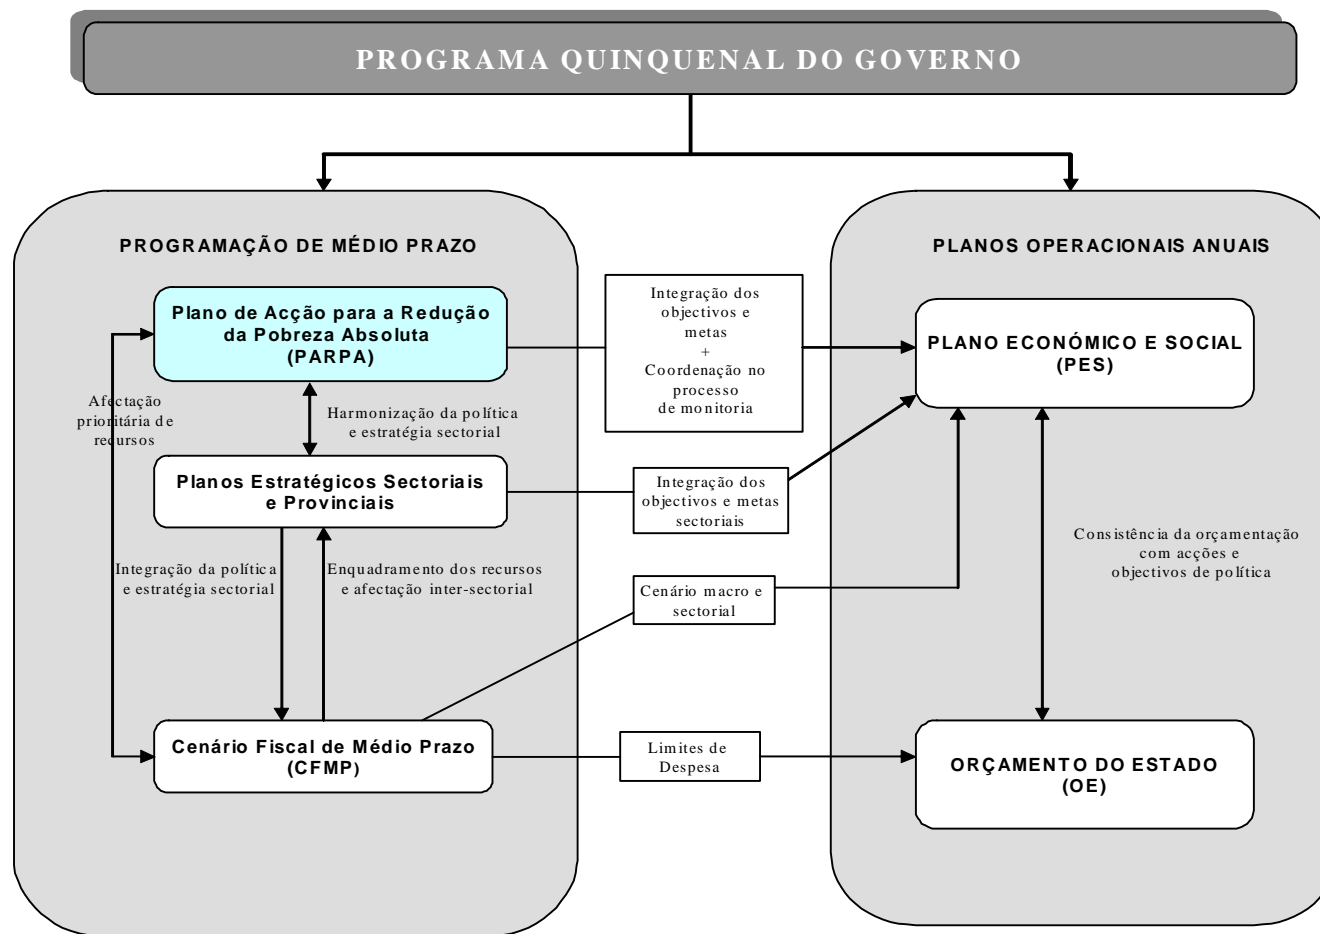 PROGRAMA QUINQUENAL DO GOVERNO
PROGRAMAÇÃO DE MÉDIO PRAZO
Plano de Acção para a Redução
da Pobreza Absoluta
(PARPA)
Afectação
prioritária de
recursos
Harmonização da política
e estratégia sectorial
Planos Estratégicos Sectoriais
e Provinciais
Integração da política
e estratégia sectorial
Enquadramento dos recursos
e afectação inter-sectorial
Cenário Fiscal de Médio Prazo
(CFMP)
Integração dos
objectivos e
metas
+
Coordenação no
processo
de monitoria
Integração dos
objectivos e metas
sectoriais
Cenário macro e
sectorial
Limites de
Despesa
PLANOS OPERACIONAIS ANUAIS
PLANO ECONÓMICO E SOCIAL
(PES)
Consistência da orçamentação
com acções e
objectivos de política
ORÇAMENTO DO ESTADO
(OE)